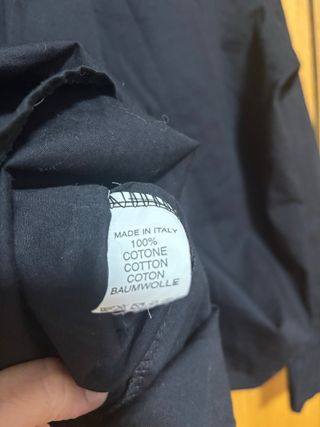 MADE IN ITALY
100%
COTONE
COTTON
COTON
BAUMWOLLE